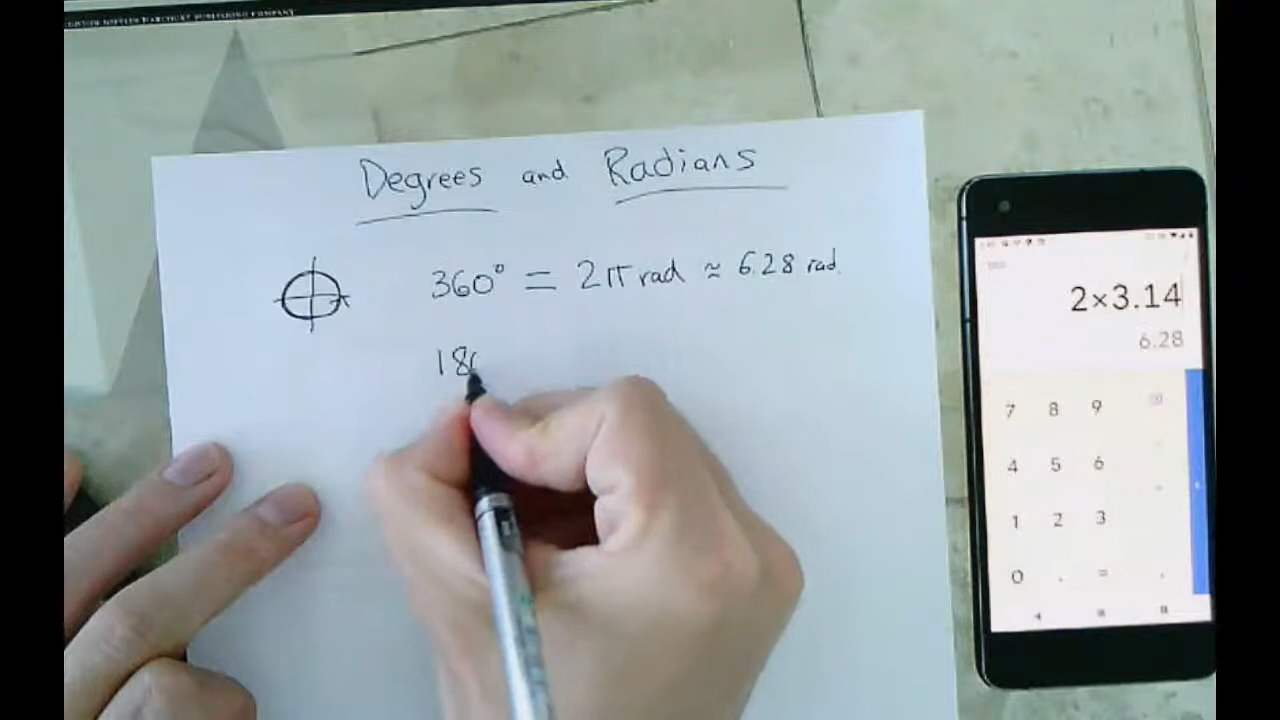 Degrees and Radians
360° = 2π rad ≈ 6.28 rad.
180
2×3.14
6.28
7 8 9
4 5 6
1 2 3
0 . =